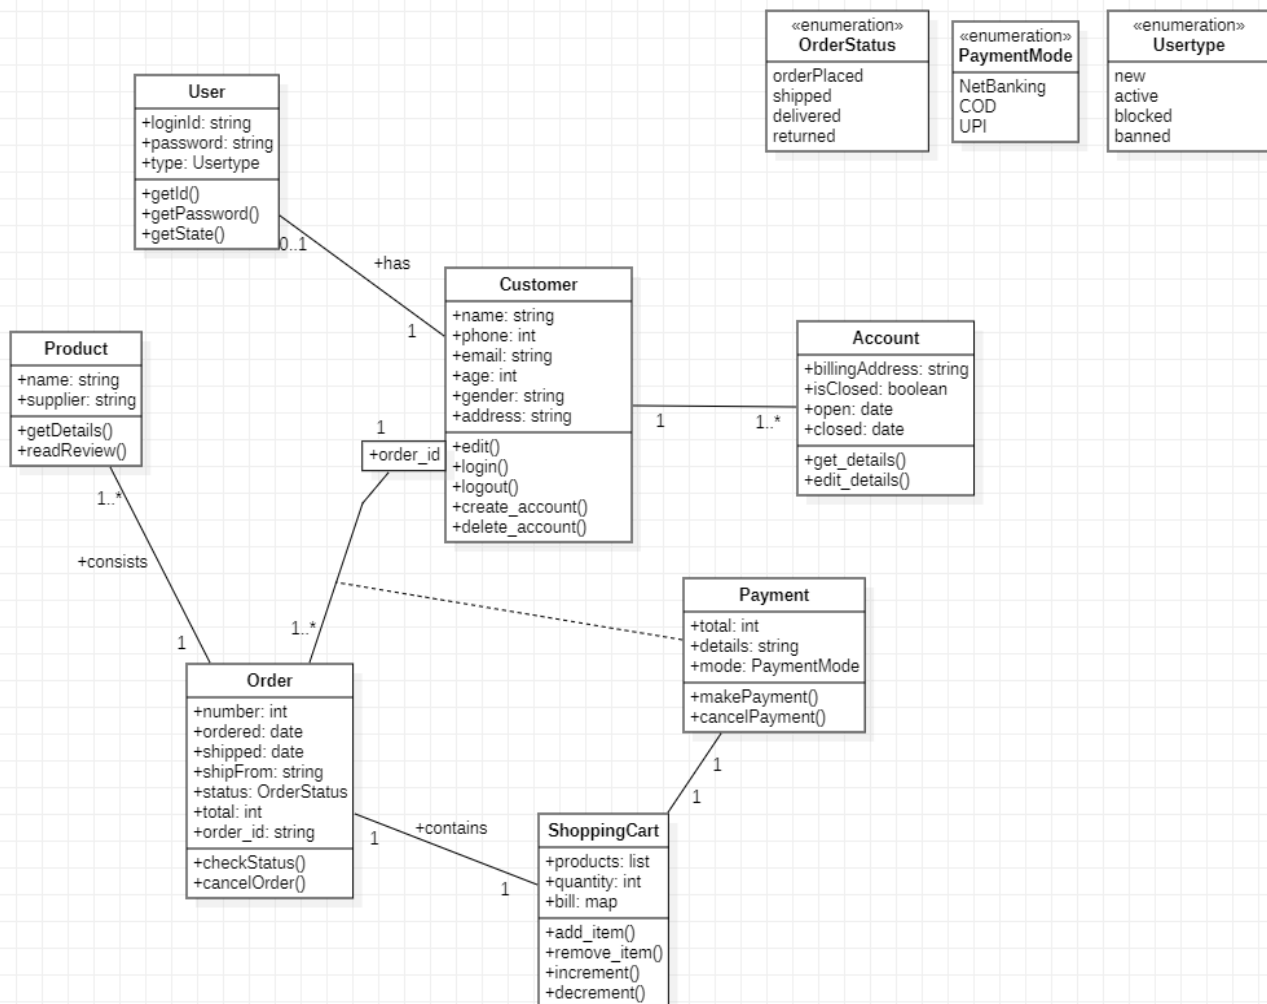 «enumeration»
OrderStatus
orderPlaced
shipped
delivered
returned
«enumeration»
PaymentMode
NetBanking
COD
UPI
«enumeration»
Usertype
new
active
blocked
banned
User
+loginId: string
+password: string
+type: Usertype
+getId()
+getPassword()
+getState()
0..1
+has
1
Customer
+name: string
+phone: int
+email: string
+age: int
+gender: string
+address: string
+edit()
+login()
+logout()
+create_account()
+delete_account()
1
1..*
Account
+billingAddress: string
+isClosed: boolean
+open: date
+closed: date
+get_details()
+edit_details()
Product
+name: string
+supplier: string
+getDetails()
+readReview()
1..*
+consists
1
1
+order_id
1..*
Order
+number: int
+ordered: date
+shipped: date
+shipFrom: string
+status: OrderStatus
+total: int
+order_id: string
+checkStatus()
+cancelOrder()
1
+contains
1
Payment
+total: int
+details: string
+mode: PaymentMode
+makePayment()
+cancelPayment()
1
1
ShoppingCart
+products: list
+quantity: int
+bill: map
+add_item()
+remove_item()
+increment()
+decrement()